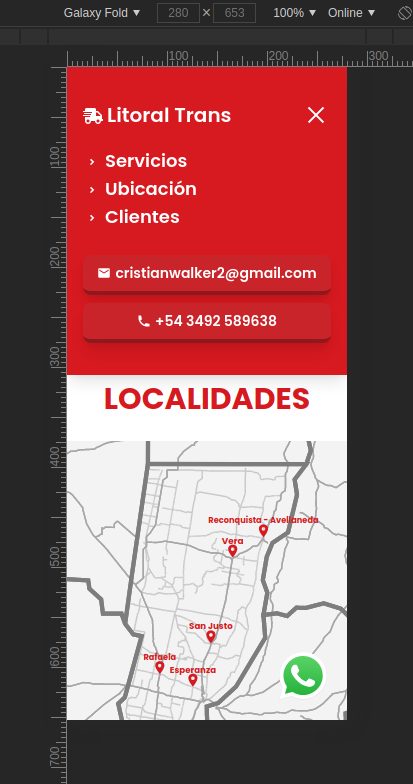 Galaxy Fold ▼ 280 × 653 100% ▼ Online ▼
100 200 300
Litoral Trans
Servicios
100
Ubicación
Clientes
200
cristianwalker2@gmail.com
+54 3492 589638
300
LOCALIDADES
400
Reconquista - Avellaneda
Vera
500
San Justo
600
Rafaela
Esperanza
700